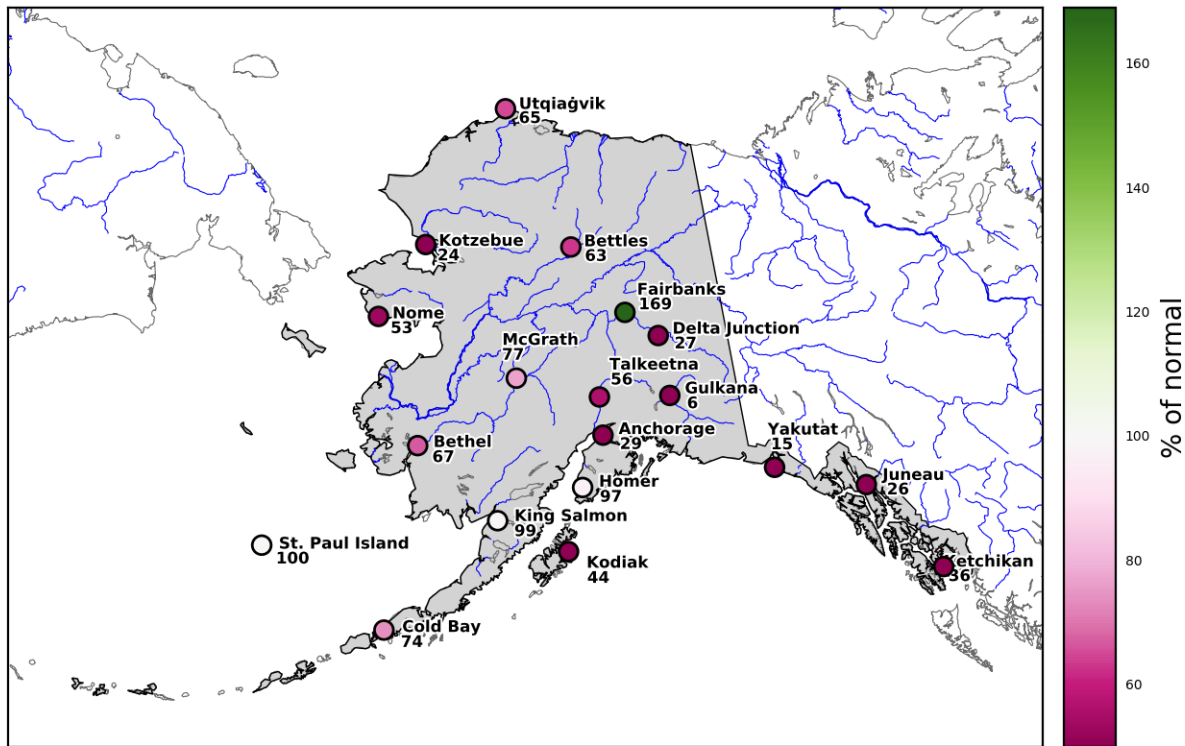 Utqiaġvik
65
Kotzebue
24
Bettles
63
Fairbanks
169
Nome
53
Delta Junction
27
McGrath
77
Talkeetna
56
Gulkana
6
Anchorage
29
Yakutat
15
Bethel
67
Homer
97
Juneau
26
King Salmon
99
St. Paul Island
100
Kodiak
44
Ketchikan
36
Cold Bay
74
160
140
120
100
80
60
% of normal